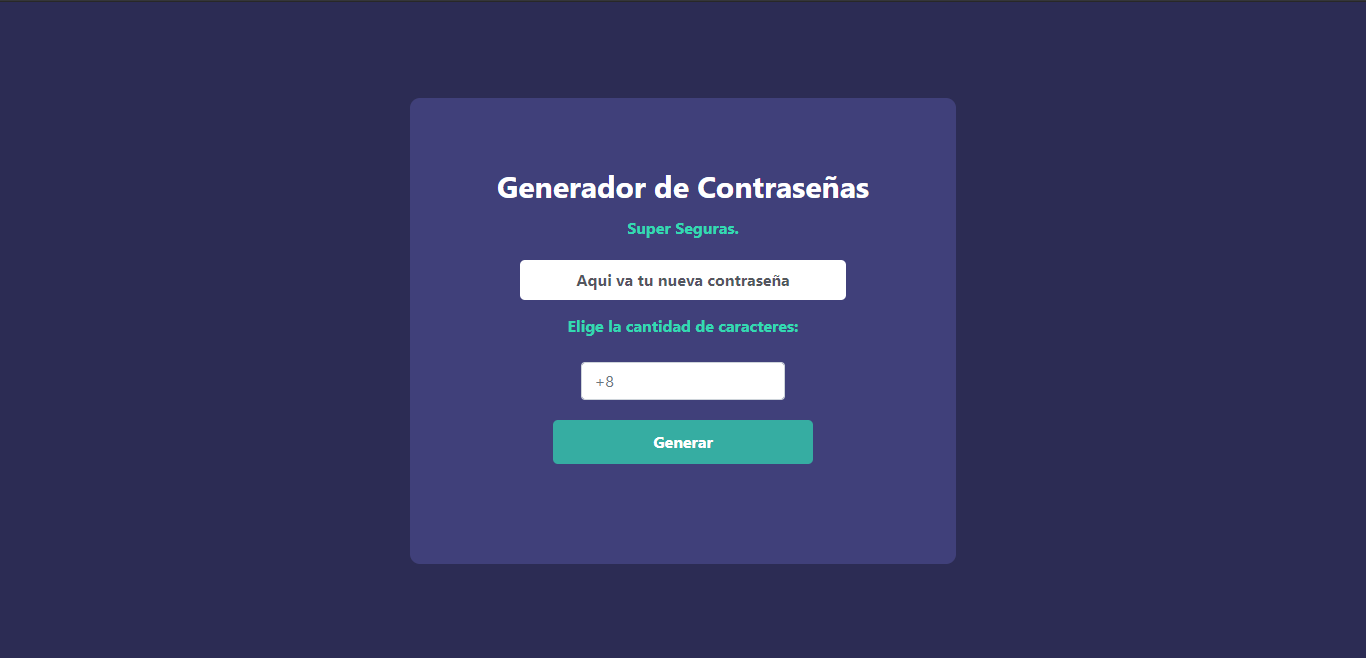 Generador de Contraseñas
Super Seguras.
Aqui va tu nueva contraseña
Elige la cantidad de caracteres:
+8
Generar